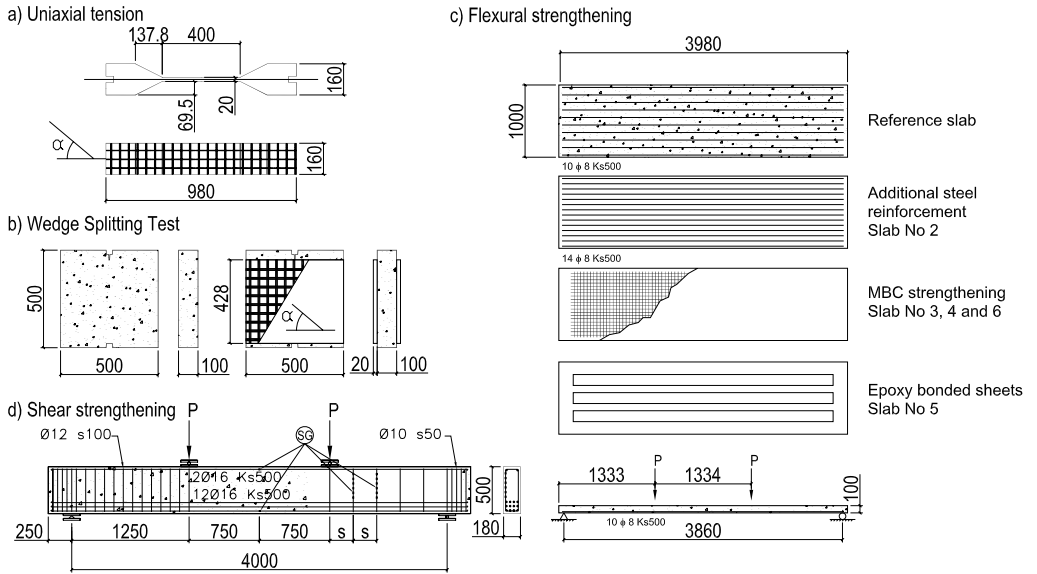 a) Uniaxial tension
137.8
400
160
69.5
20
α
160
980
b) Wedge Splitting Test
500
428
α
500
100
500
20
100
c) Flexural strengthening
3980
1000
Reference slab
10 ϕ 8 Ks500
Additional steel
reinforcement
Slab No 2
14 ϕ 8 Ks500
MBC strengthening
Slab No 3, 4 and 6
Epoxy bonded sheets
Slab No 5
P
P
1333
1334
100
10 ϕ 8 Ks500
3860
d) Shear strengthening
P
P
Ø12 s100
SG
Ø10 s50
2Ø16 Ks500
12Ø16 Ks500
500
250
1250
750
750
s
s
180
4000